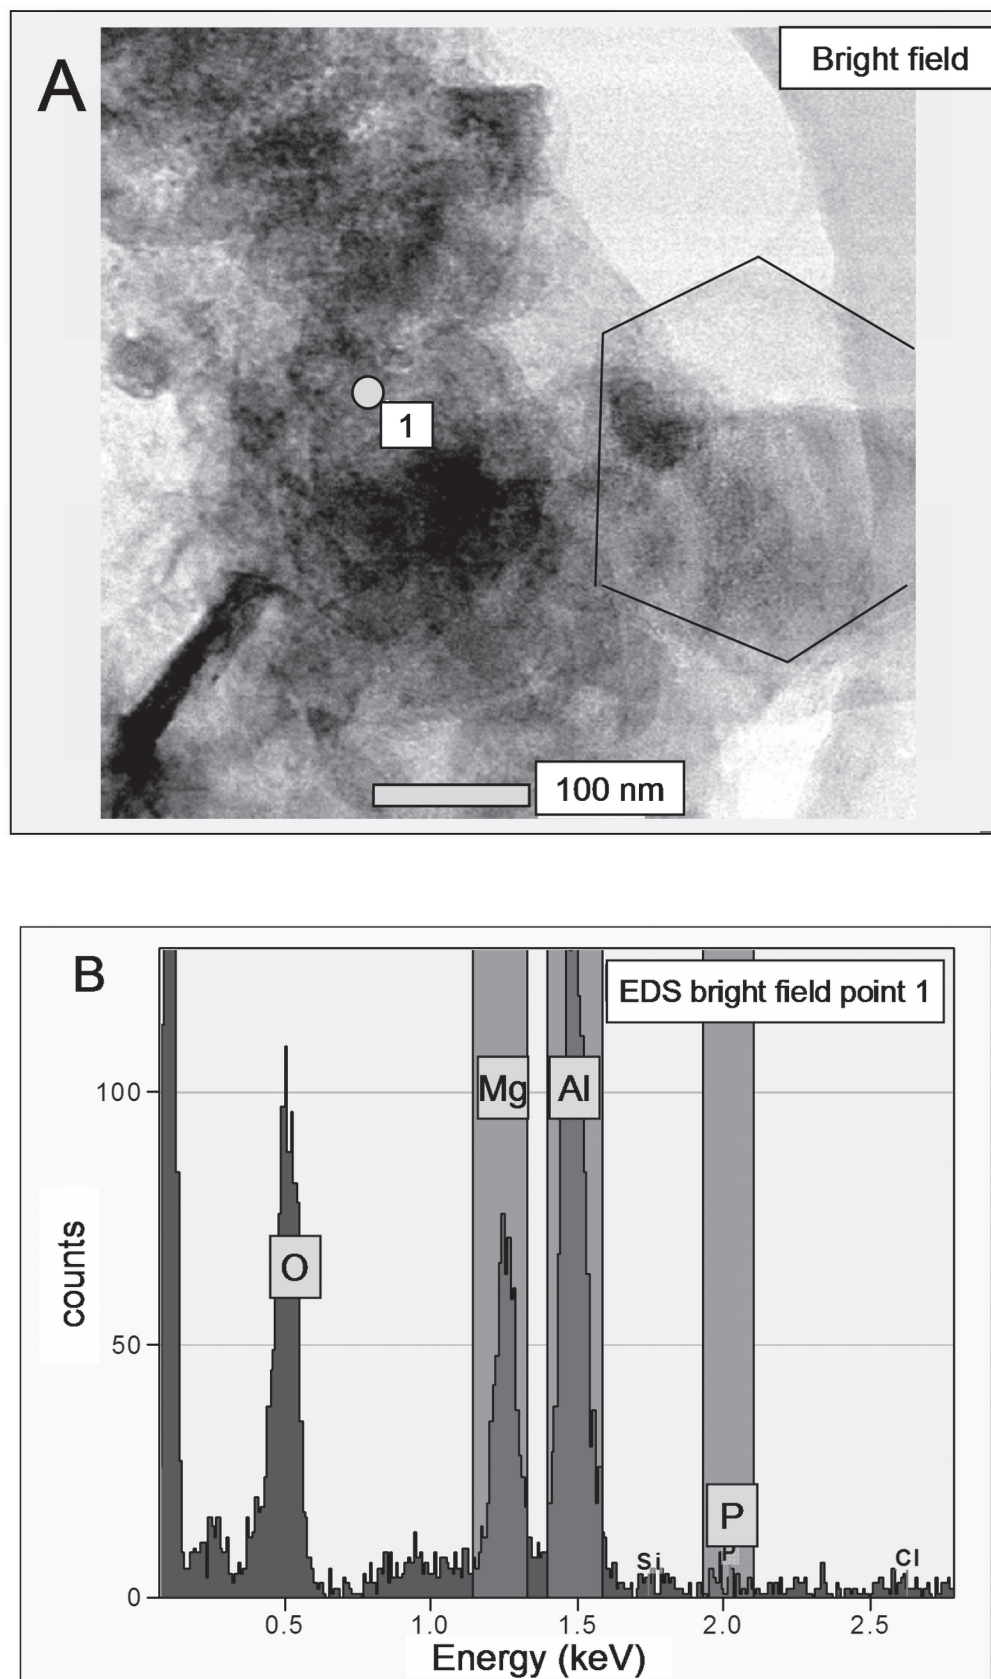 A
Bright field
1
100 nm
B
EDS bright field point 1
100
Mg
Al
counts
O
50
P
P
Si
Cl
0
0.5
1.0
1.5
2.0
2.5
Energy (keV)